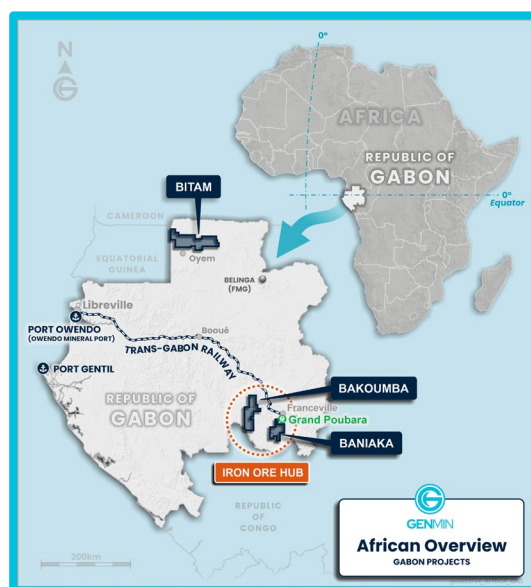 N
0°
AFRICA
REPUBLIC OF
GABON
0°
Equator
BITAM
CAMEROON
EQUATORIAL
GUINEA
Oyem
BELINGA
(FMG)
Libreville
PORT OWENDO
(OWENDO MINERAL PORT)
Booué
TRANS-GABON RAILWAY
PORT GENTIL
REPUBLIC OF
GABON
BAKOUMBA
Franceville
Grand Poubara
BANIAKA
IRON ORE HUB
REPUBLIC
OF
CONGO
200km
GENMIN
African Overview
GABON PROJECTS